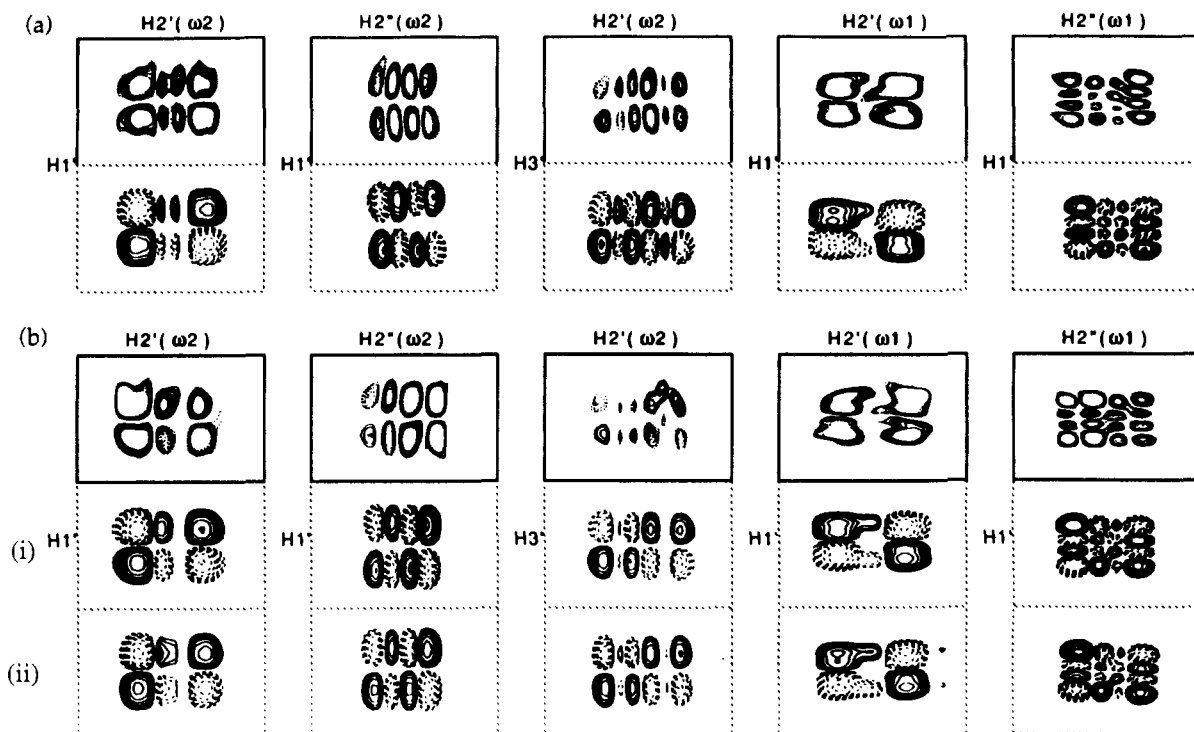 (a) H2'(ω2) H2"(ω2) H2'(ω2) H2'(ω1) H2"(ω1)
H1' H1' H3' H1' H1'
(b) H2'(ω2) H2"(ω2) H2'(ω2) H2'(ω1) H2"(ω1)
(i) H1' H1' H3' H1' H1'
(ii)